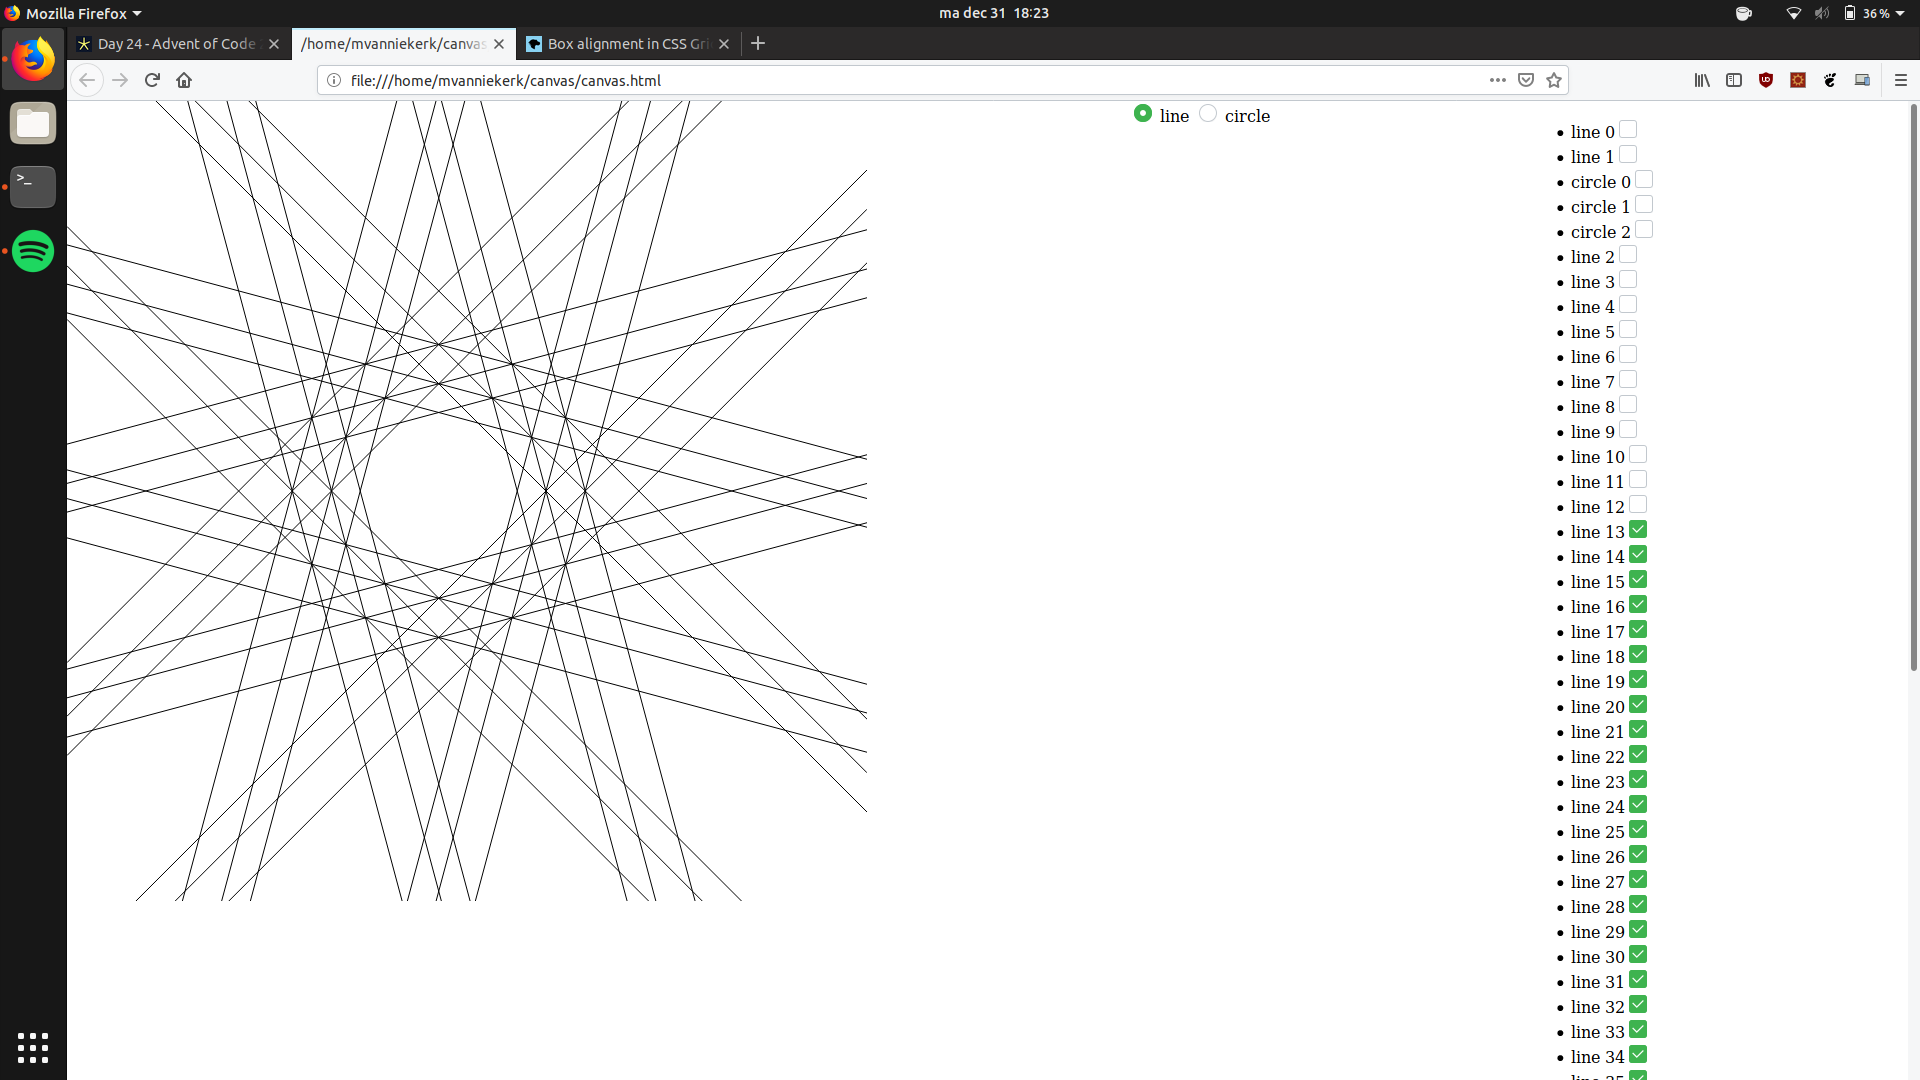 Mozilla Firefox
ma dec 31 18:23
36 %
Day 24 - Advent of Code
/home/mvanniekerk/canvas
Box alignment in CSS Gri
file:///home/mvanniekerk/canvas/canvas.html
line circle
line 0
line 1
circle 0
circle 1
circle 2
line 2
line 3
line 4
line 5
line 6
line 7
line 8
line 9
line 10
line 11
line 12
line 13
line 14
line 15
line 16
line 17
line 18
line 19
line 20
line 21
line 22
line 23
line 24
line 25
line 26
line 27
line 28
line 29
line 30
line 31
line 32
line 33
line 34